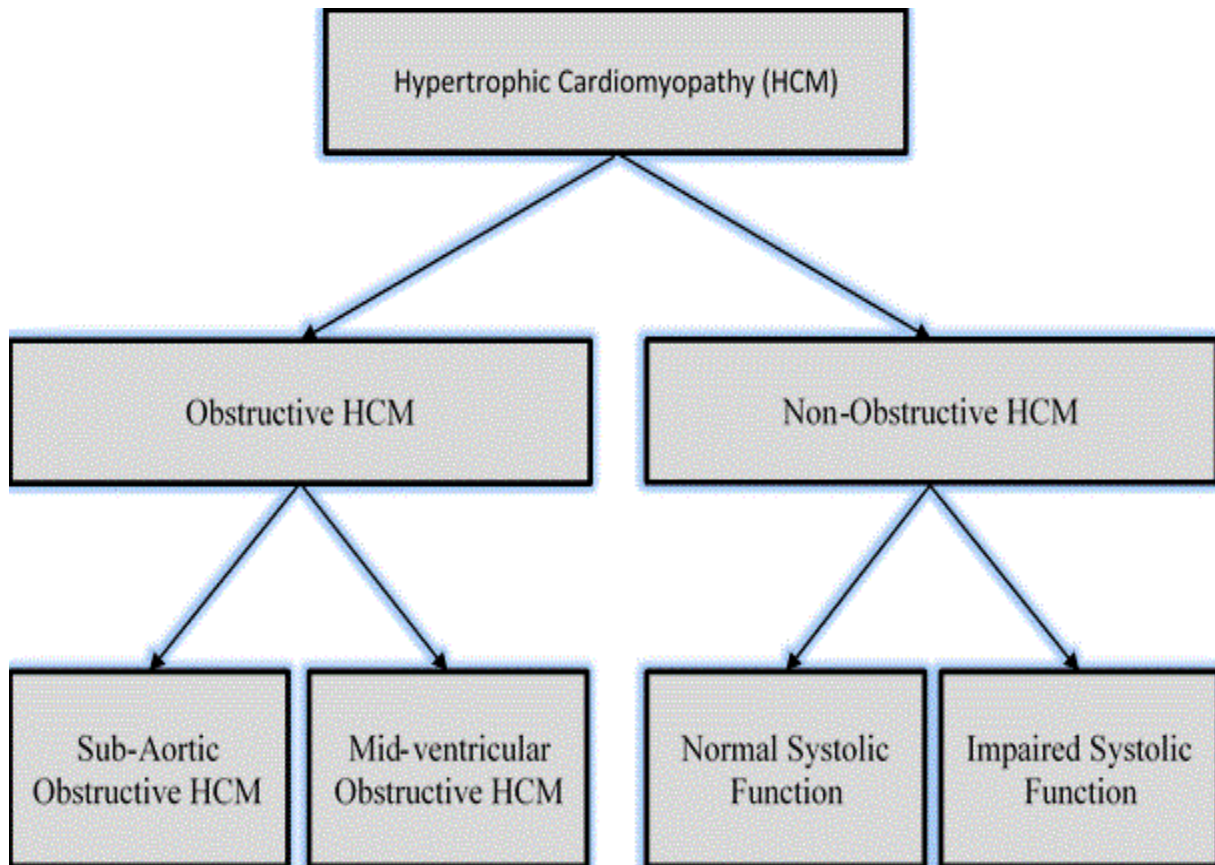 Hypertrophic Cardiomyopathy (HCM)
Obstructive HCM
Non-Obstructive HCM
Sub-Aortic
Obstructive HCM
Mid-ventricular
Obstructive HCM
Normal Systolic
Function
Impaired Systolic
Function